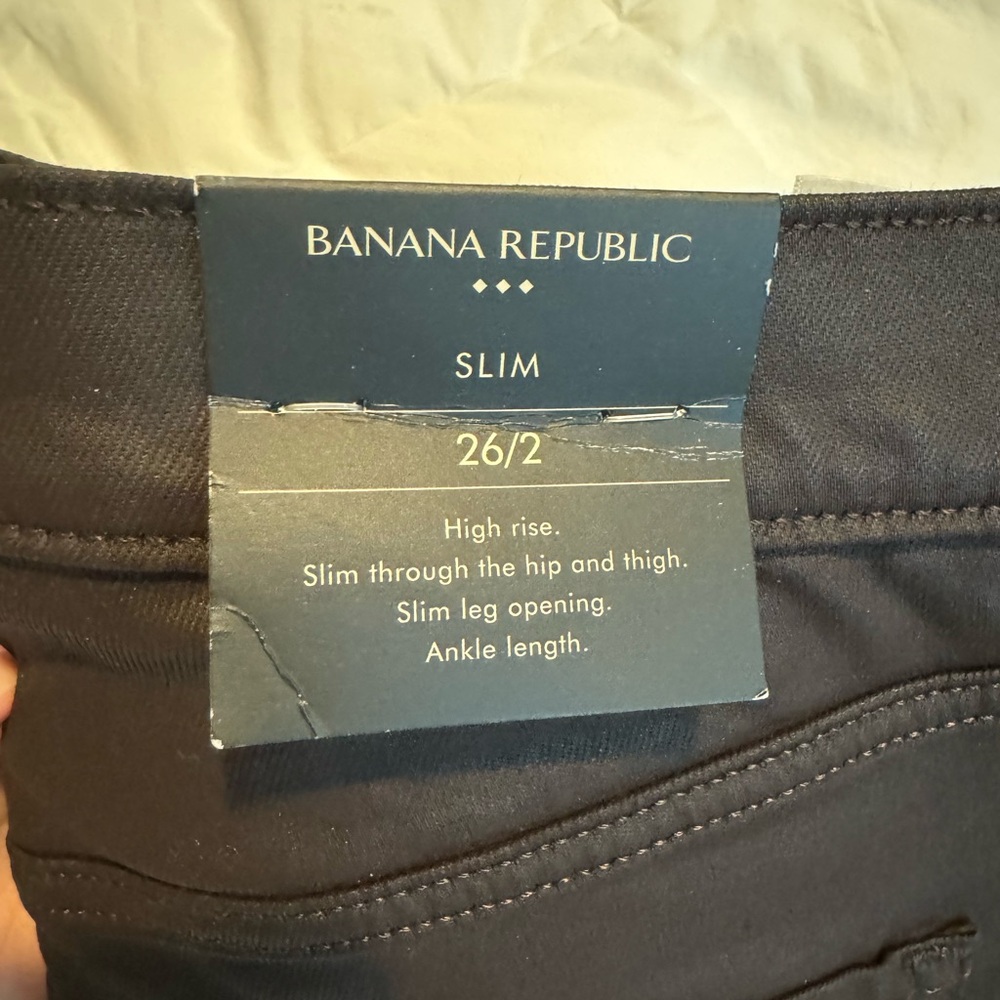 BANANA REPUBLIC
SLIM
26/2
High rise.
Slim through the hip and thigh.
Slim leg opening.
Ankle length.